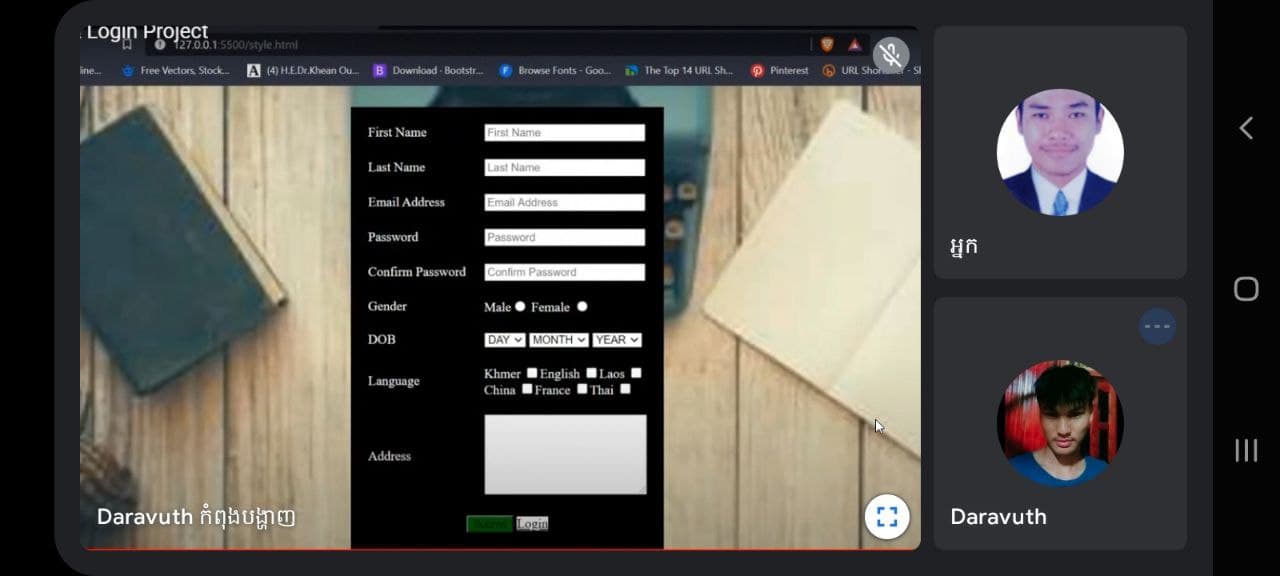 Login Project
127.0.0.1:5500/style.html
ine... Free Vectors, Stock... (4) H.E.Dr.Khean Ou... Download - Bootstr... Browse Fonts - Goo... The Top 14 URL Sh... Pinterest URL Shortener - Sh
First Name First Name
Last Name Last Name
Email Address Email Address
Password Password
Confirm Password Confirm Password
Gender Male Female
DOB DAY MONTH YEAR
Language Khmer English Laos
China France Thai
Address
Login
Daravuth កំពុងបង្ហាញ
អ្នក
Daravuth